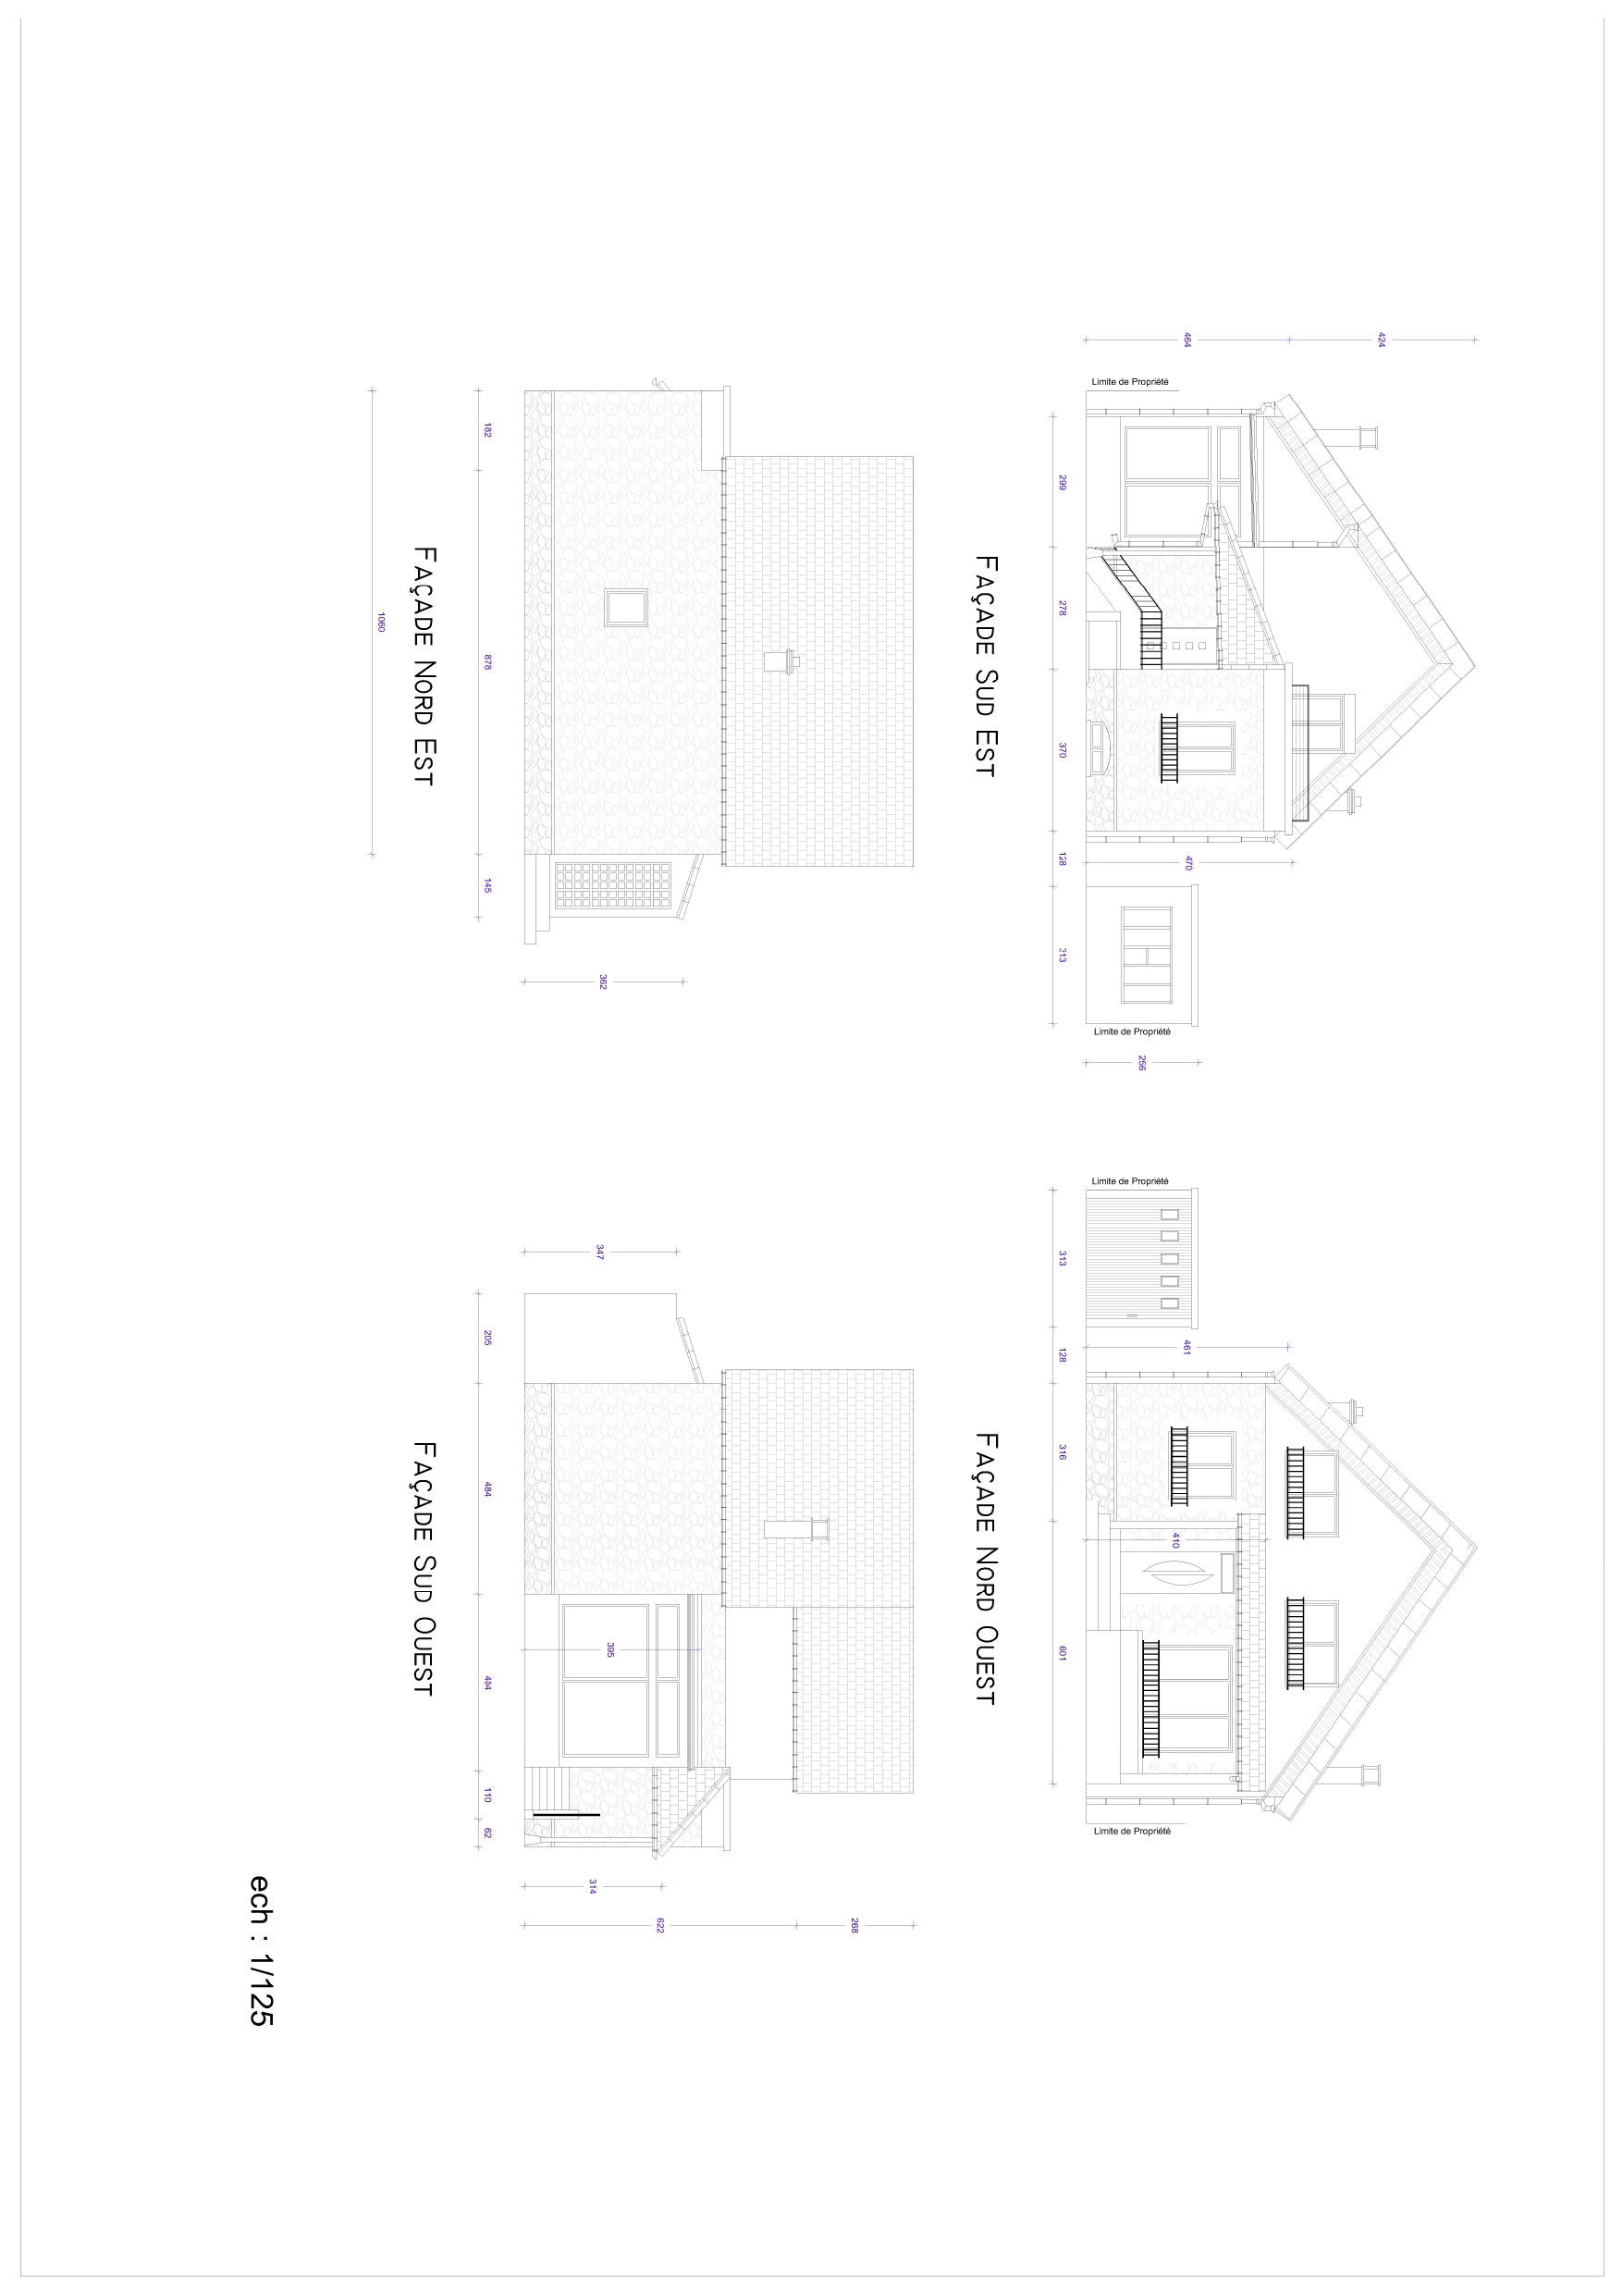 424
464
Limite de Propriété
470
256
Limite de Propriété
299 278 370 128 313
FAÇADE SUD EST
Limite de Propriété
461
410
Limite de Propriété
313 128 316 601
FAÇADE NORD OUEST
362
182 878 145
FAÇADE NORD EST
1060
268
622
395
347
314
205 484 404 110 62
FAÇADE SUD OUEST
ech : 1/125